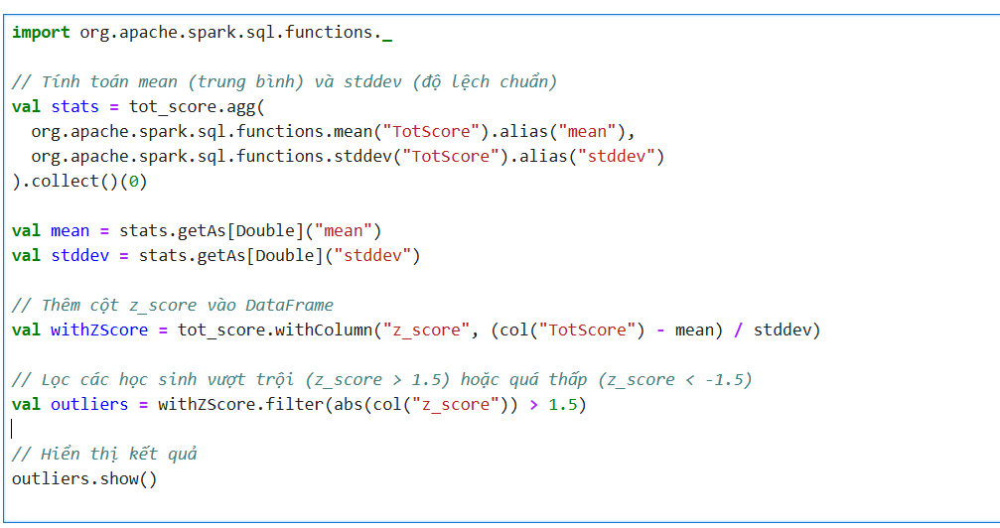 import org.apache.spark.sql.functions._
// Tính toán mean (trung bình) và stddev (độ lệch chuẩn)
val stats = tot_score.agg(
  org.apache.spark.sql.functions.mean("TotScore").alias("mean"),
  org.apache.spark.sql.functions.stddev("TotScore").alias("stddev")
).collect()(0)
val mean = stats.getAs[Double]("mean")
val stddev = stats.getAs[Double]("stddev")
// Thêm cột z_score vào DataFrame
val withZScore = tot_score.withColumn("z_score", (col("TotScore") - mean) / stddev)
// Lọc các học sinh vượt trội (z_score > 1.5) hoặc quá thấp (z_score < -1.5)
val outliers = withZScore.filter(abs(col("z_score")) > 1.5)
// Hiển thị kết quả
outliers.show()